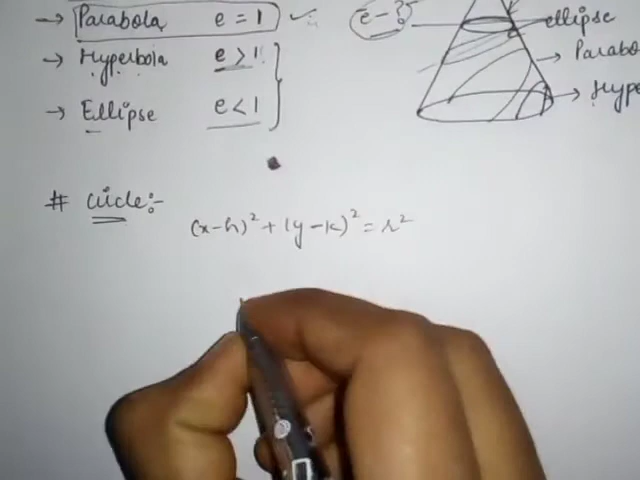 → Parabola e = 1
→ Hyperbola e > 1
→ Ellipse e < 1
e - ?
ellipse
→ Parabo
→ Hype
# Circle :-
(x-h)² + (y-k)² = r²